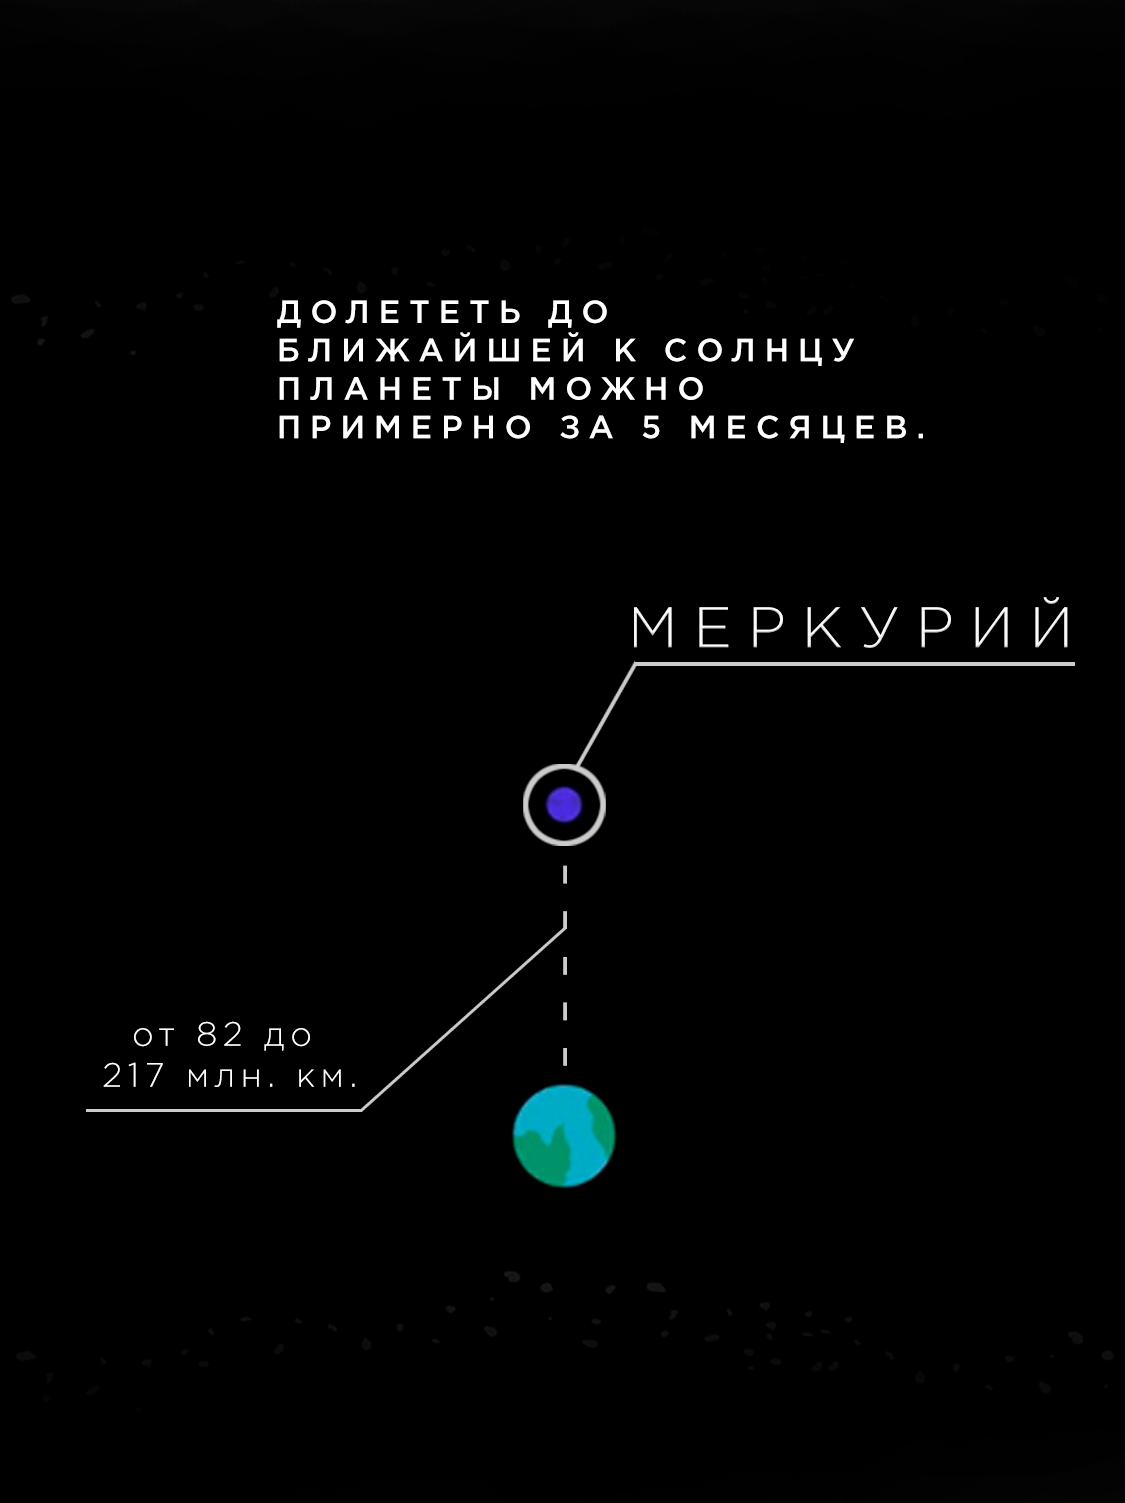 ДОЛЕТЕТЬ ДО
БЛИЖАЙШЕЙ К СОЛНЦУ
ПЛАНЕТЫ МОЖНО
ПРИМЕРНО ЗА 5 МЕСЯЦЕВ.
МЕРКУРИЙ
от 82 до
217 млн. км.